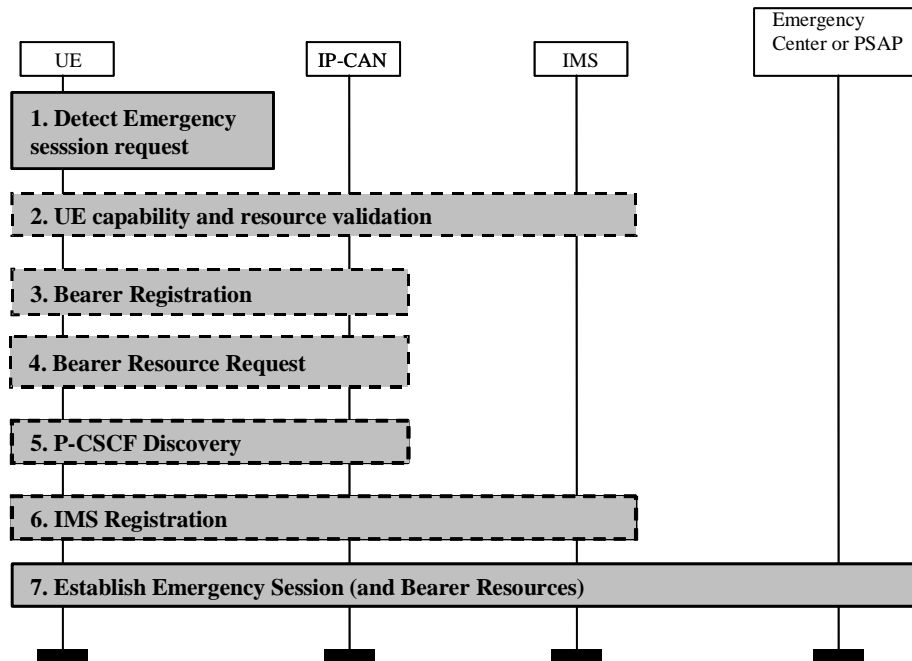 Emergency
Center or PSAP
UE
IP-CAN
IMS
1. Detect Emergency
sesssion request
2. UE capability and resource validation
3. Bearer Registration
4. Bearer Resource Request
5. P-CSCF Discovery
6. IMS Registration
7. Establish Emergency Session (and Bearer Resources)